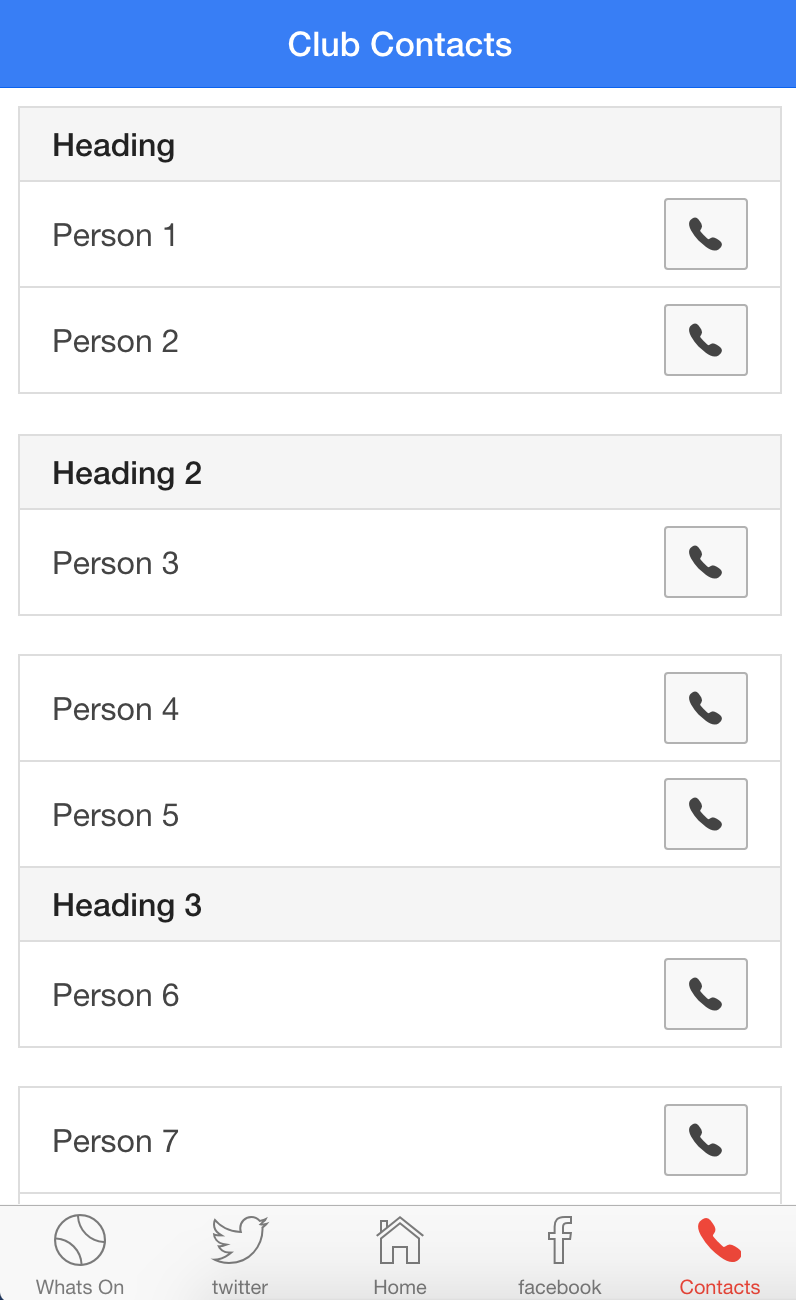 Club Contacts
Heading
Person 1
Person 2
Heading 2
Person 3
Person 4
Person 5
Heading 3
Person 6
Person 7
Whats On twitter Home facebook Contacts